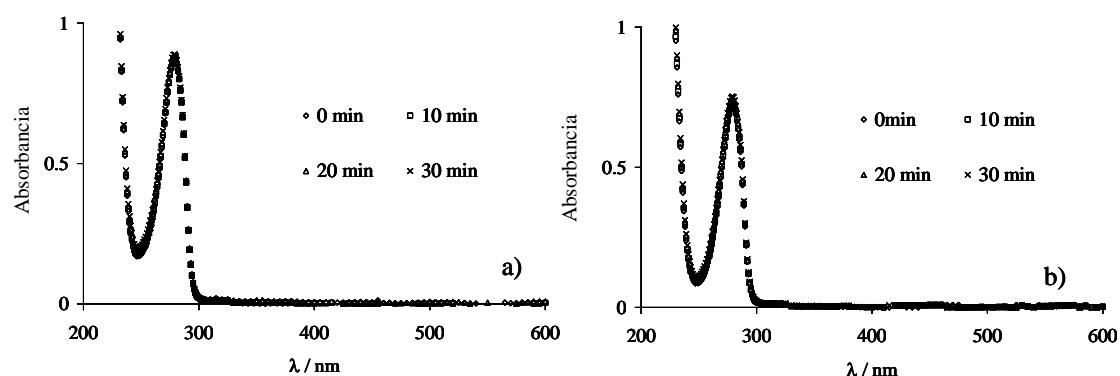 1
0.5
0
Absorbancia
200 300 400 500 600
λ / nm
◇ 0 min □ 10 min
△ 20 min × 30 min
a)
1
0.5
0
Absorbancia
200 300 400 500 600
λ / nm
◇ 0min □ 10 min
△ 20 min × 30 min
b)